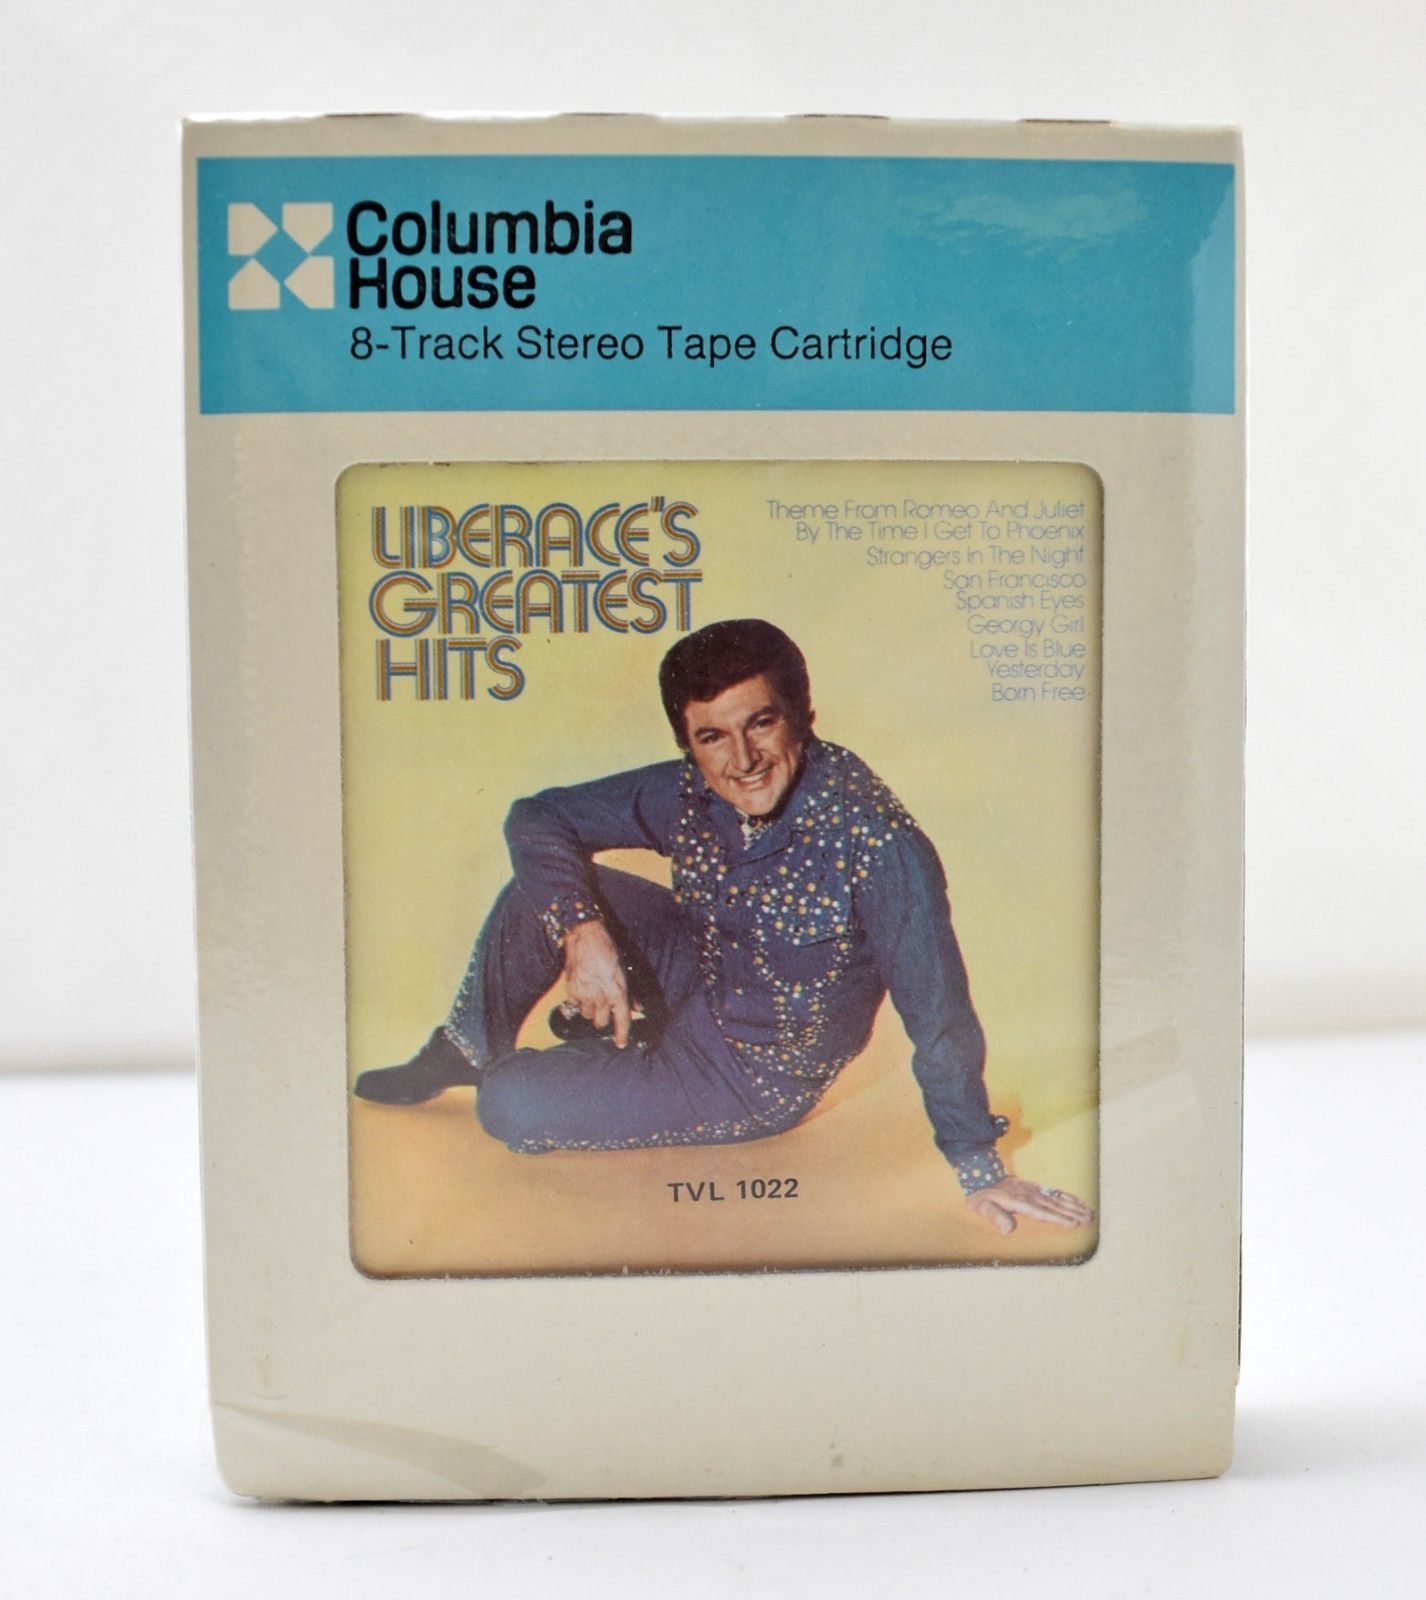 Columbia
House
8-Track Stereo Tape Cartridge
LIBERACE'S
GREATEST
HITS
Theme From Romeo And Juliet
By The Time I Get To Phoenix
Strangers In The Night
San Francisco
Spanish Eyes
Georgy Girl
Love Is Blue
Yesterday
Born Free
TVL 1022